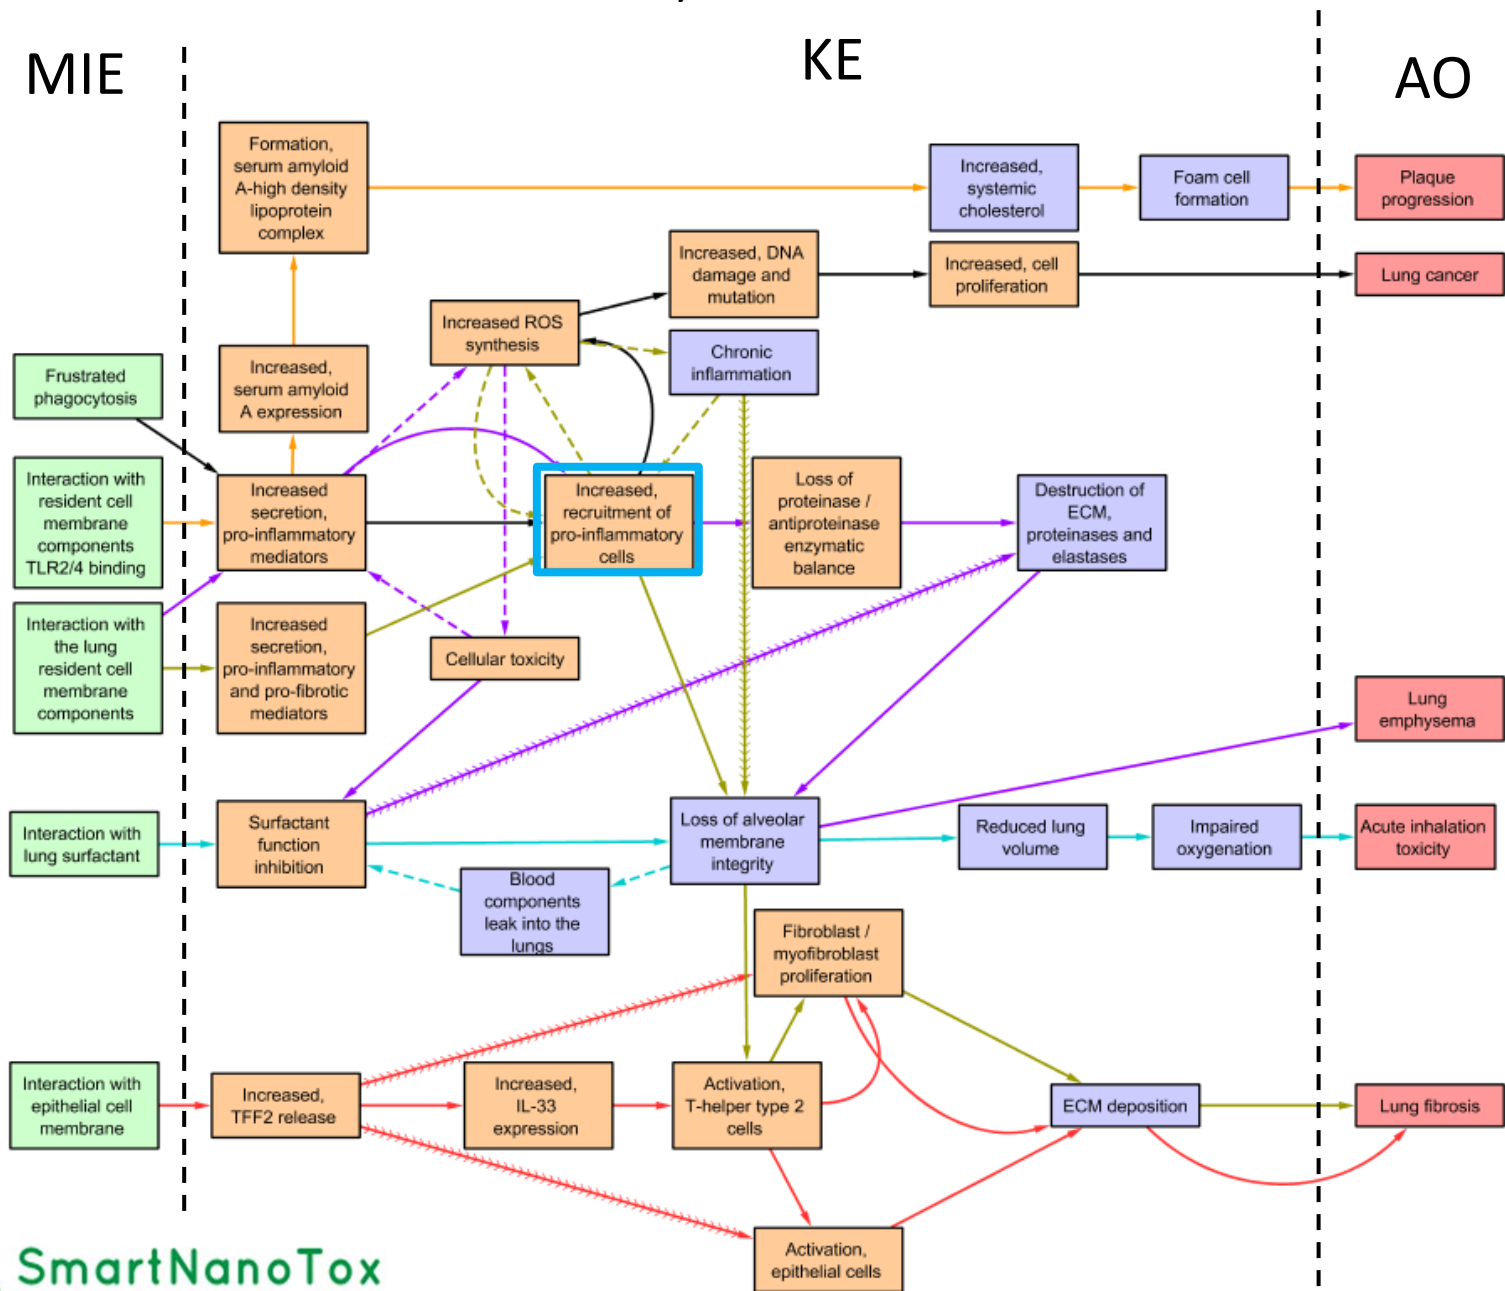 MIE
KE
AO
Formation,
serum amyloid
A-high density
lipoprotein
complex
Increased,
systemic
cholesterol
Foam cell
formation
Plaque
progression
Increased, DNA
damage and
mutation
Increased, cell
proliferation
Lung cancer
Increased ROS
synthesis
Chronic
inflammation
Frustrated
phagocytosis
Increased,
serum amyloid
A expression
Interaction with
resident cell
membrane
components
TLR2/4 binding
Increased
secretion,
pro-inflammatory
mediators
Increased,
recruitment of
pro-inflammatory
cells
Loss of
proteinase /
antiproteinase
enzymatic
balance
Destruction of
ECM,
proteinases and
elastases
Interaction with
the lung
resident cell
membrane
components
Increased
secretion,
pro-inflammatory
and pro-fibrotic
mediators
Cellular toxicity
Lung
emphysema
Interaction with
lung surfactant
Surfactant
function
inhibition
Loss of alveolar
membrane
integrity
Reduced lung
volume
Impaired
oxygenation
Acute inhalation
toxicity
Blood
components
leak into the
lungs
Fibroblast /
myofibroblast
proliferation
Interaction with
epithelial cell
membrane
Increased,
TFF2 release
Increased,
IL-33
expression
Activation,
T-helper type 2
cells
ECM deposition
Lung fibrosis
Activation,
epithelial cells
SmartNanoTox